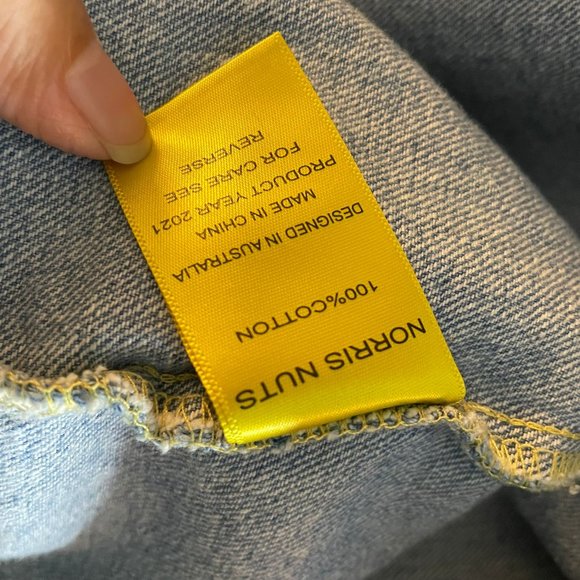 NORRIS NUTS
100%COTTON
DESIGNED IN AUSTRALIA
MADE IN CHINA
PRODUCT YEAR 2021
FOR CARE SEE
REVERSE